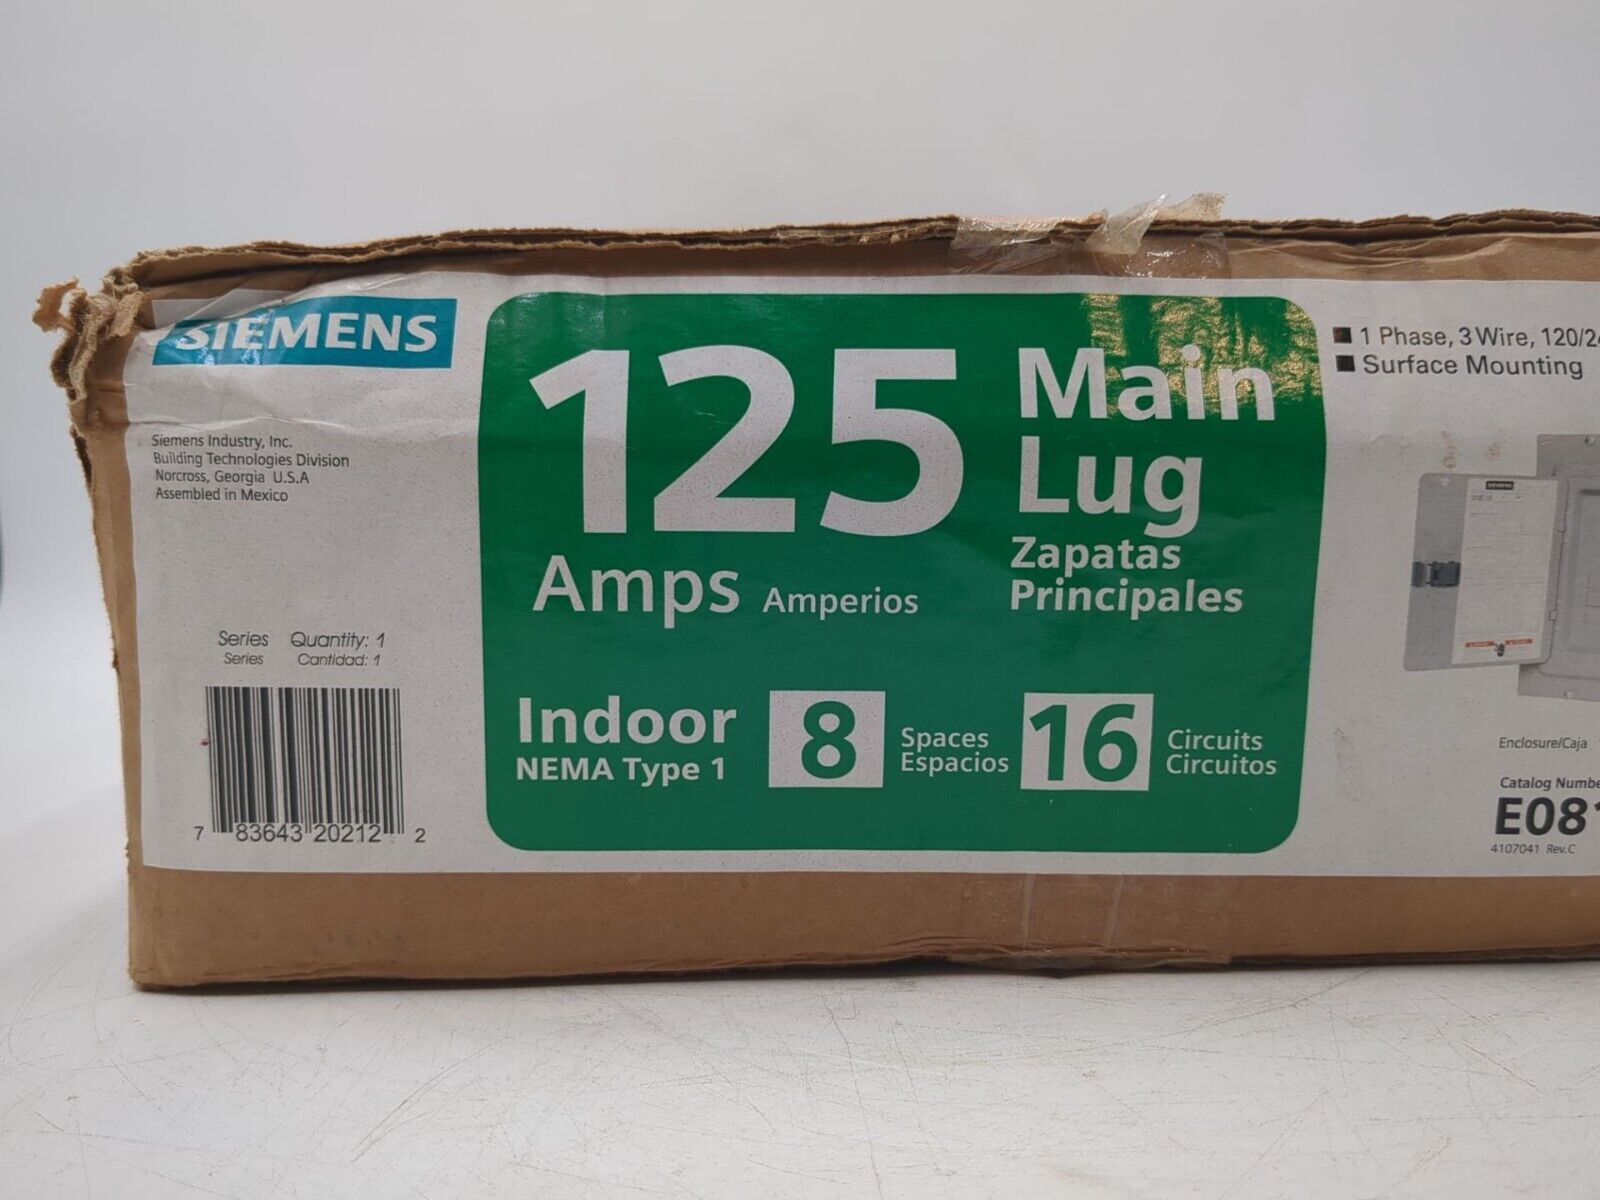 SIEMENS
Siemens Industry, Inc.
Building Technologies Division
Norcross, Georgia U.S.A
Assembled in Mexico
Series Quantity: 1
Series Cantidad: 1
7 83643 20212 2
125
Amps Amperios
Main
Lug
Zapatas
Principales
Indoor
NEMA Type 1
8
Spaces
Espacios
16
Circuits
Circuitos
1 Phase, 3 Wire, 120/2
Surface Mounting
SIEMENS
Enclosure/Caja
Catalog Numbe
E081
4107041 Rev.C